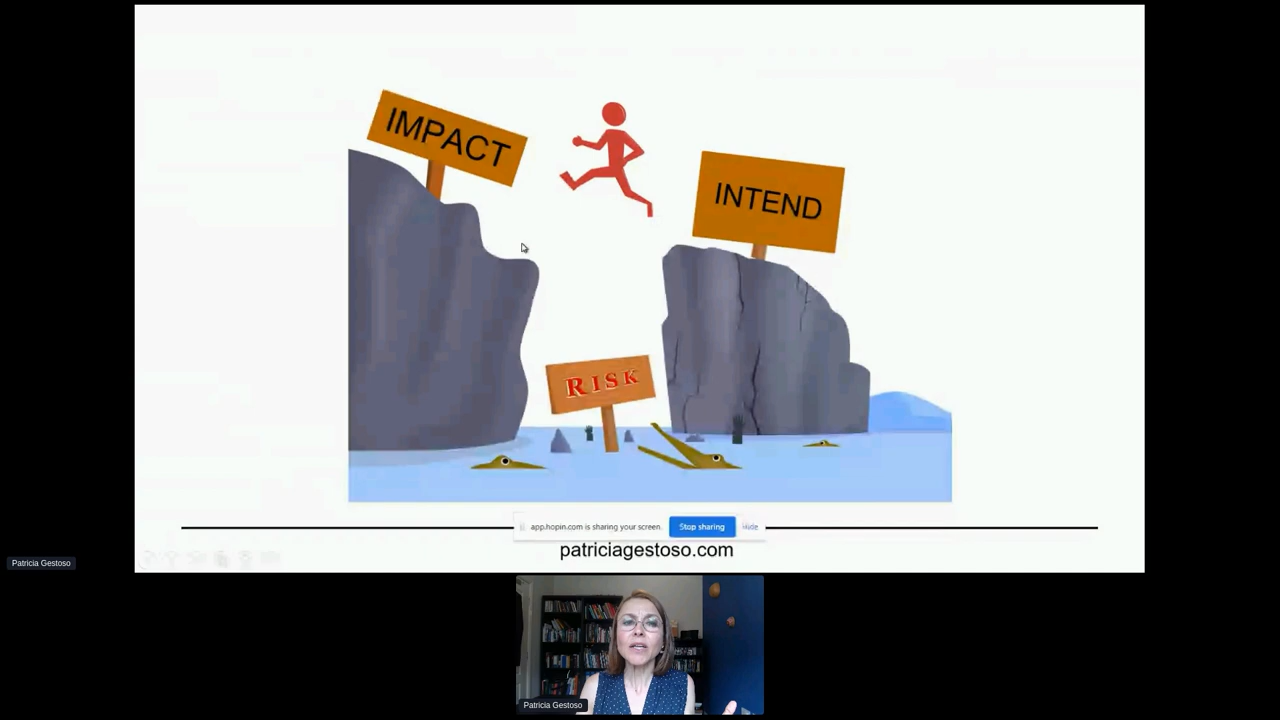 IMPACT
INTEND
RISK
app.hopin.com is sharing your screen.
Stop sharing
Hide
patriciagestoso.com
Patricia Gestoso
Patricia Gestoso